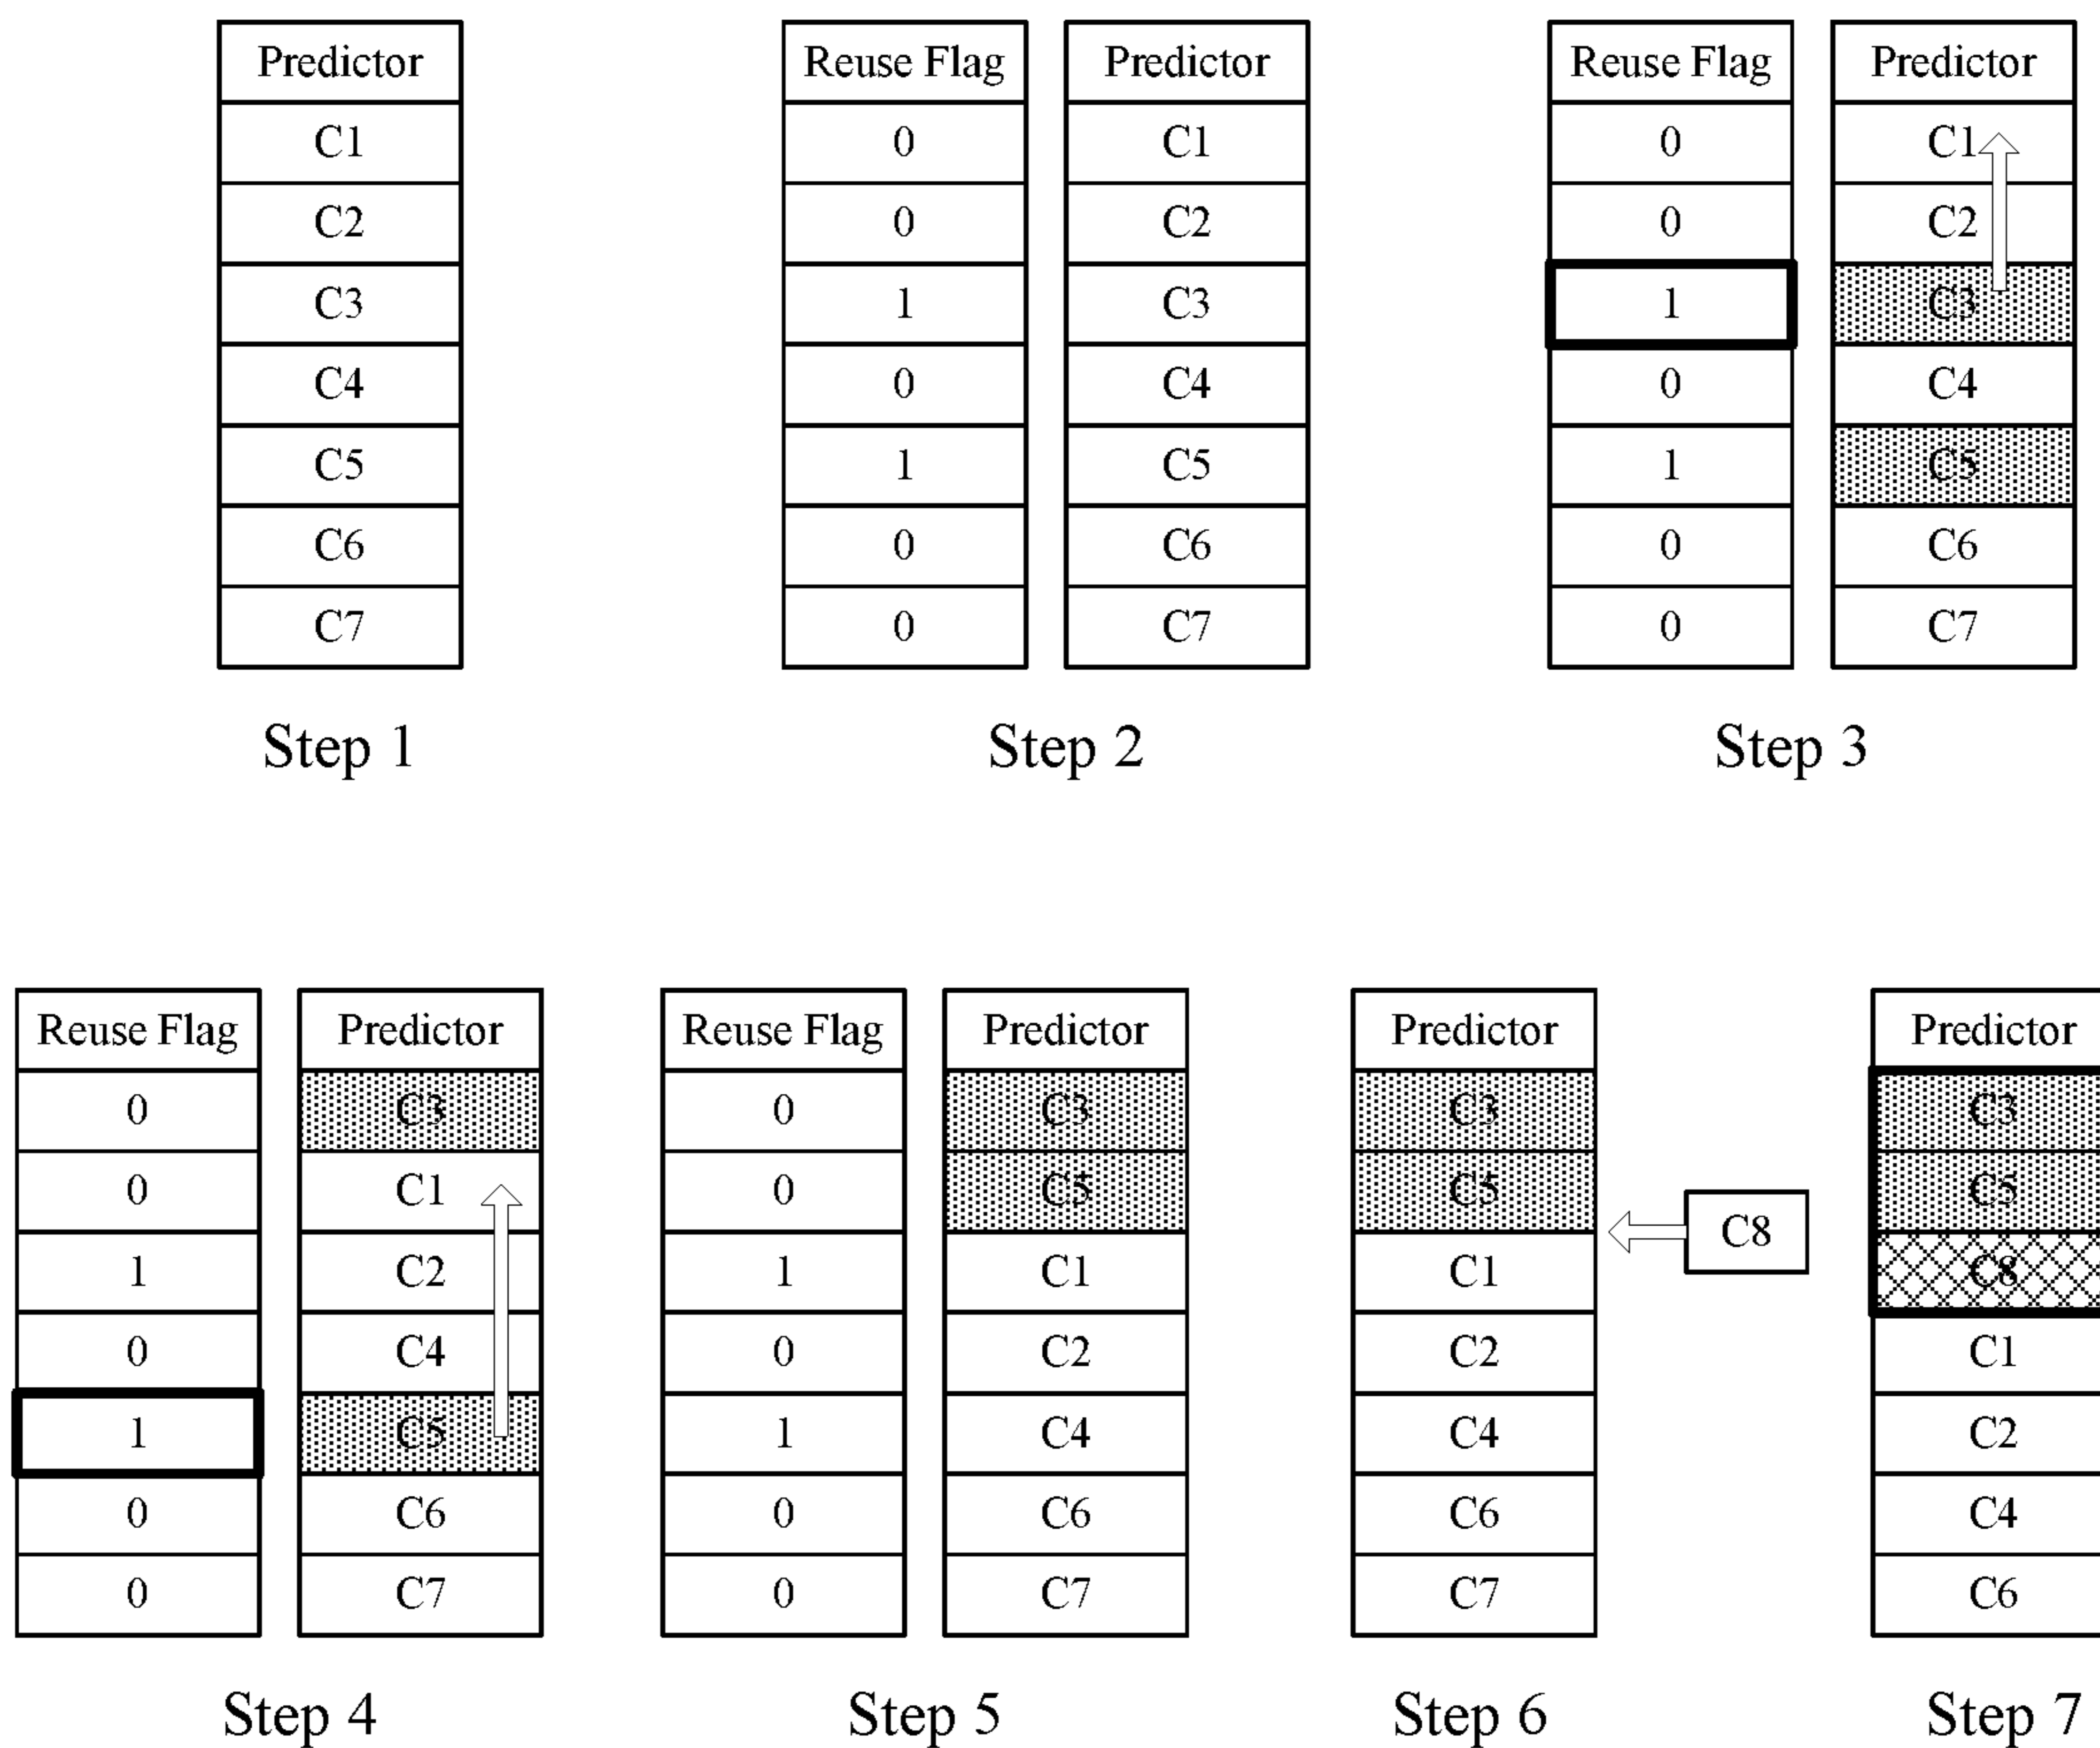 Predictor
C1
C2
C3
C4
C5
C6
C7
Step 1
Reuse Flag Predictor
0 C1
0 C2
1 C3
0 C4
1 C5
0 C6
0 C7
Step 2
Reuse Flag Predictor
0 C1
0 C2
1 C3
0 C4
1 C5
0 C6
0 C7
Step 3
Reuse Flag Predictor
0 C3
0 C1
1 C2
0 C4
1 C5
0 C6
0 C7
Step 4
Reuse Flag Predictor
0 C3
0 C5
1 C1
0 C2
1 C4
0 C6
0 C7
Step 5
Predictor
C3
C5
C8
C1
C2
C4
C6
C7
Step 6
Predictor
C3
C5
C8
C1
C2
C4
C6
Step 7